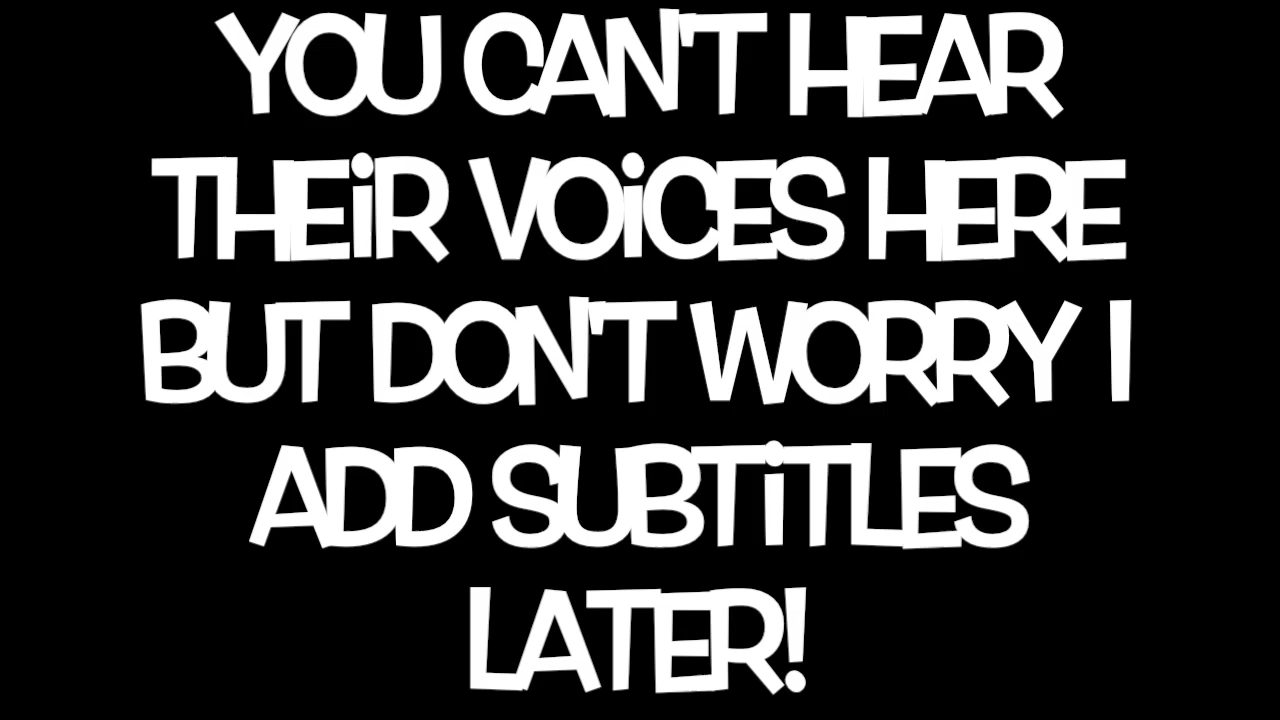 YOU CAN'T HEAR
THEiR VOiCES HERE
BUT DON'T WORRY I
ADD SUBTiTLES
LATER!